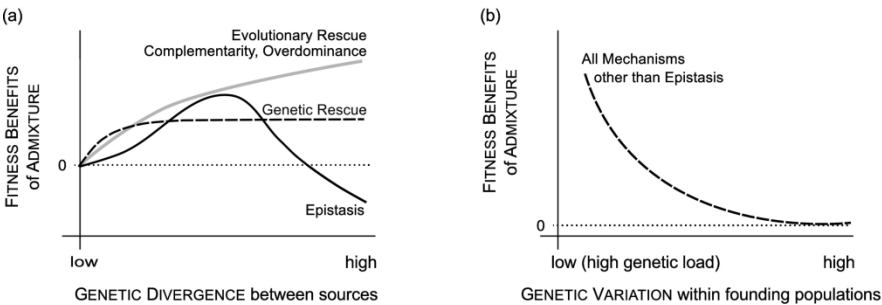 (a)
FITNESS BENEFITS
of ADMIXTURE
Evolutionary Rescue
Complementarity, Overdominance
Genetic Rescue
0
Epistasis
low
high
GENETIC DIVERGENCE between sources
(b)
FITNESS BENEFITS
of ADMIXTURE
All Mechanisms
other than Epistasis
0
low (high genetic load)
high
GENETIC VARIATION within founding populations